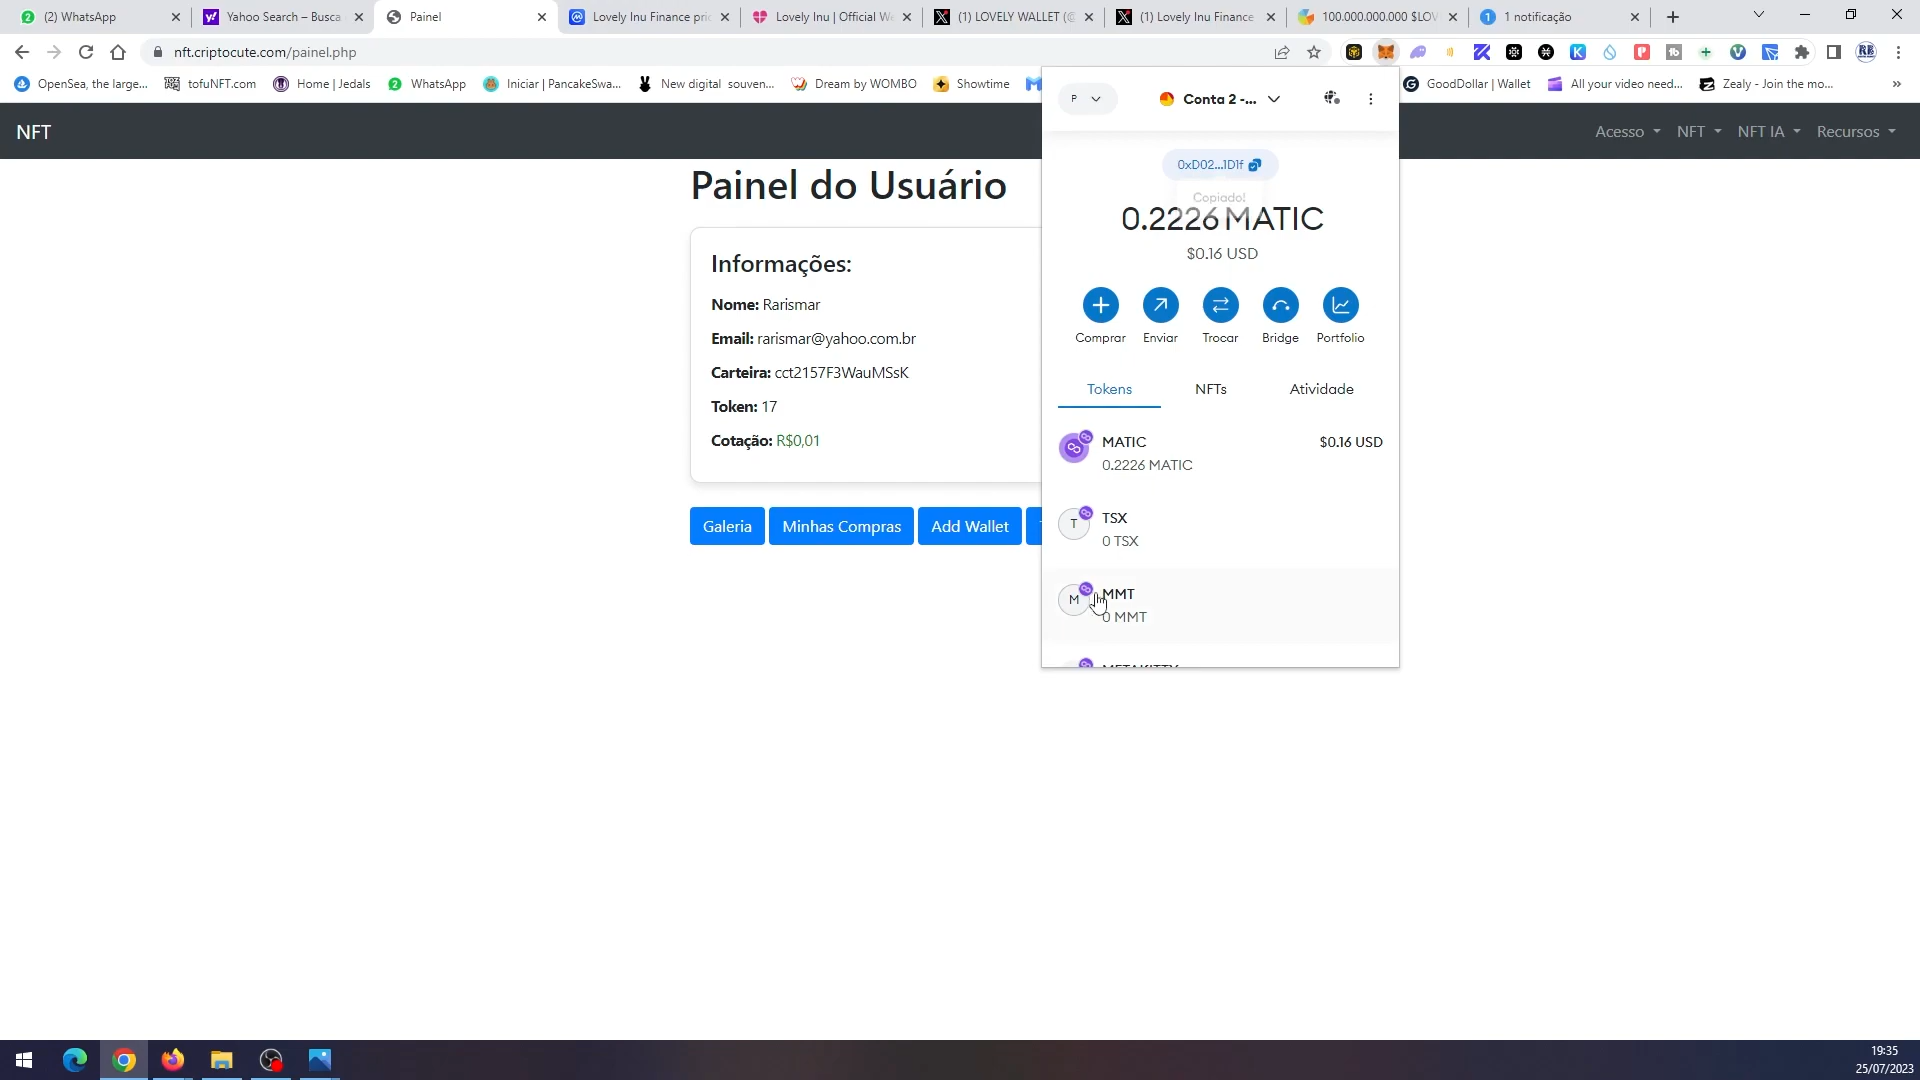 (2) WhatsApp
Yahoo Search – Busca
Painel
Lovely Inu Finance pric
Lovely Inu | Official We
(1) LOVELY WALLET (@
(1) Lovely Inu Finance
100.000.000.000 $LOV
1 notificação
nft.criptocute.com/painel.php
OpenSea, the large...
tofuNFT.com
Home | Jedals
WhatsApp
Iniciar | PancakeSwa...
New digital souven...
Dream by WOMBO
Showtime
GoodDollar | Wallet
All your video need...
Zealy - Join the mo...
»
NFT
Acesso
NFT
NFT IA
Recursos
P
Conta 2 -...
0xD02...1D1f
Copiado!
0.2226 MATIC
$0.16 USD
Comprar
Enviar
Trocar
Bridge
Portfolio
Tokens
NFTs
Atividade
MATIC
$0.16 USD
0.2226 MATIC
T
TSX
0 TSX
M
MMT
0 MMT
METAKITTY
Painel do Usuário
Informações:
Nome: Rarismar
Email: rarismar@yahoo.com.br
Carteira: cct2157F3WauMSsK
Token: 17
Cotação: R$0,01
Galeria
Minhas Compras
Add Wallet
19:35
25/07/2023